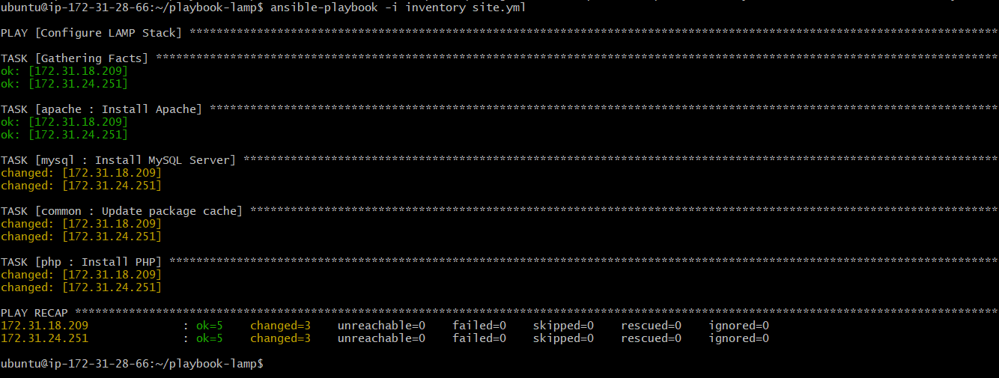 ubuntu@ip-172-31-28-66:~/playbook-lamp$ ansible-playbook -i inventory site.yml
PLAY [Configure LAMP Stack] ***************************************************************************************************************************
TASK [Gathering Facts] ********************************************************************************************************************************
ok: [172.31.18.209]
ok: [172.31.24.251]
TASK [apache : Install Apache] ************************************************************************************************************************
ok: [172.31.18.209]
ok: [172.31.24.251]
TASK [mysql : Install MySQL Server] *******************************************************************************************************************
changed: [172.31.18.209]
changed: [172.31.24.251]
TASK [common : Update package cache] ******************************************************************************************************************
changed: [172.31.18.209]
changed: [172.31.24.251]
TASK [php : Install PHP] ******************************************************************************************************************************
changed: [172.31.18.209]
changed: [172.31.24.251]
PLAY RECAP ********************************************************************************************************************************************
172.31.18.209 : ok=5 changed=3 unreachable=0 failed=0 skipped=0 rescued=0 ignored=0
172.31.24.251 : ok=5 changed=3 unreachable=0 failed=0 skipped=0 rescued=0 ignored=0
ubuntu@ip-172-31-28-66:~/playbook-lamp$